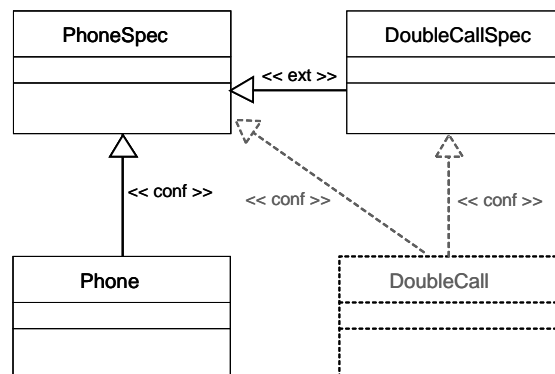 PhoneSpec
DoubleCallSpec
<< ext >>
<< conf >>
<< conf >>
<< conf >>
Phone
DoubleCall